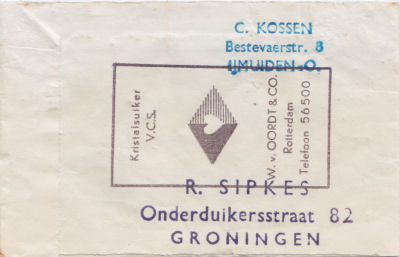 C. KOSSEN
Bestevaerstr. 8
IJMUIDEN-O.
Kristalsuiker
V.C.S.
W. v. OORDT & CO.
Rotterdam
Telefoon 56500
R. SIPKES
Onderduikersstraat 82
GRONINGEN